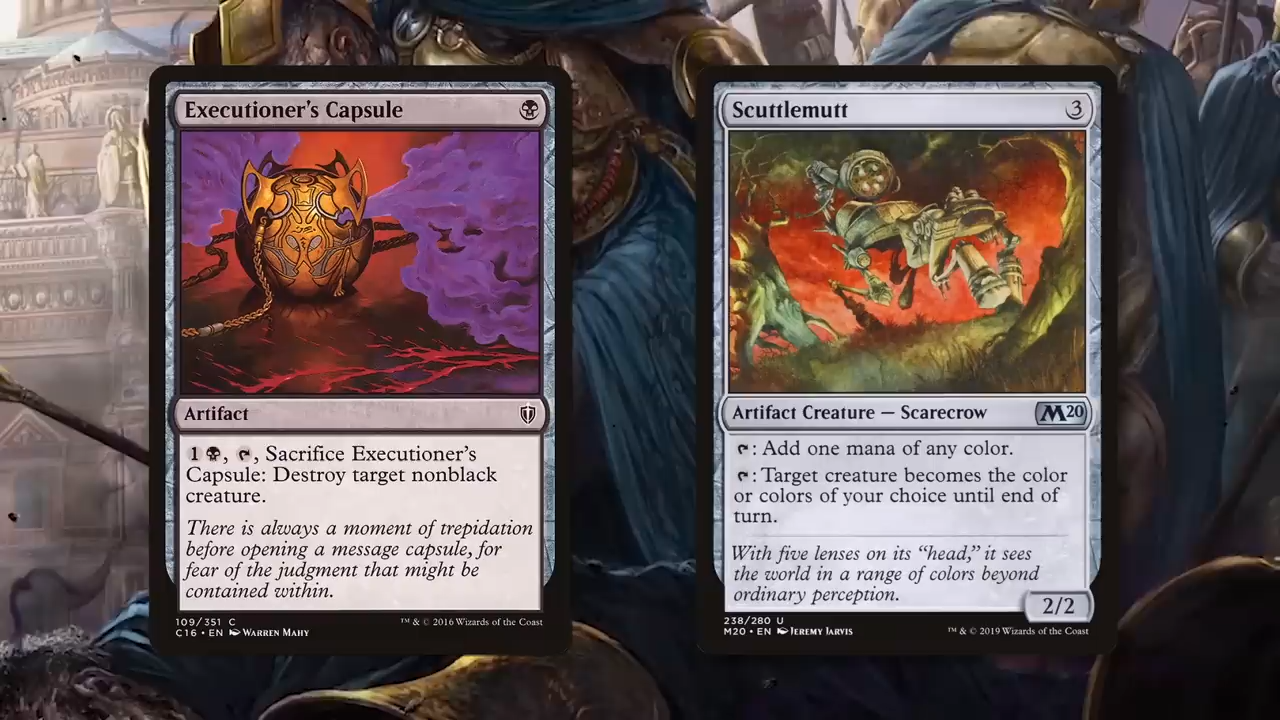 Executioner's Capsule
Artifact
1 , , Sacrifice Executioner's
Capsule: Destroy target nonblack
creature.
There is always a moment of trepidation
before opening a message capsule, for
fear of the judgment that might be
contained within.
109/351 C
C16 • EN WARREN MAHY
™ & © 2016 Wizards of the Coast
Scuttlemutt
3
Artifact Creature — Scarecrow
M20
: Add one mana of any color.
: Target creature becomes the color
or colors of your choice until end of
turn.
With five lenses on its “head,” it sees
the world in a range of colors beyond
ordinary perception.
2/2
238/280 U
M20 • EN JEREMY JARVIS
™ & © 2019 Wizards of the Coast